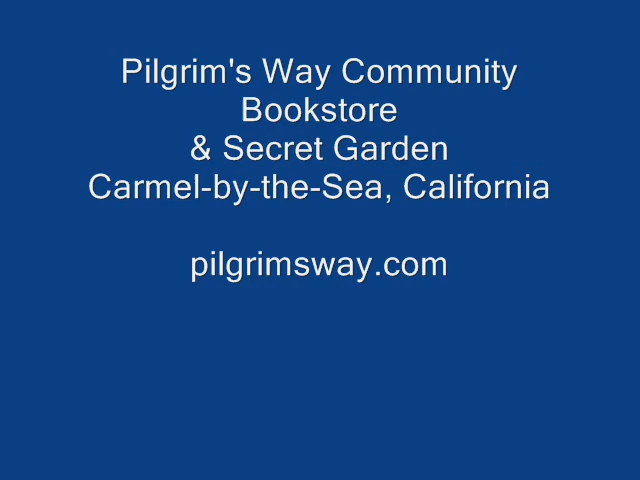 Pilgrim's Way Community
Bookstore
& Secret Garden
Carmel-by-the-Sea, California
pilgrimsway.com